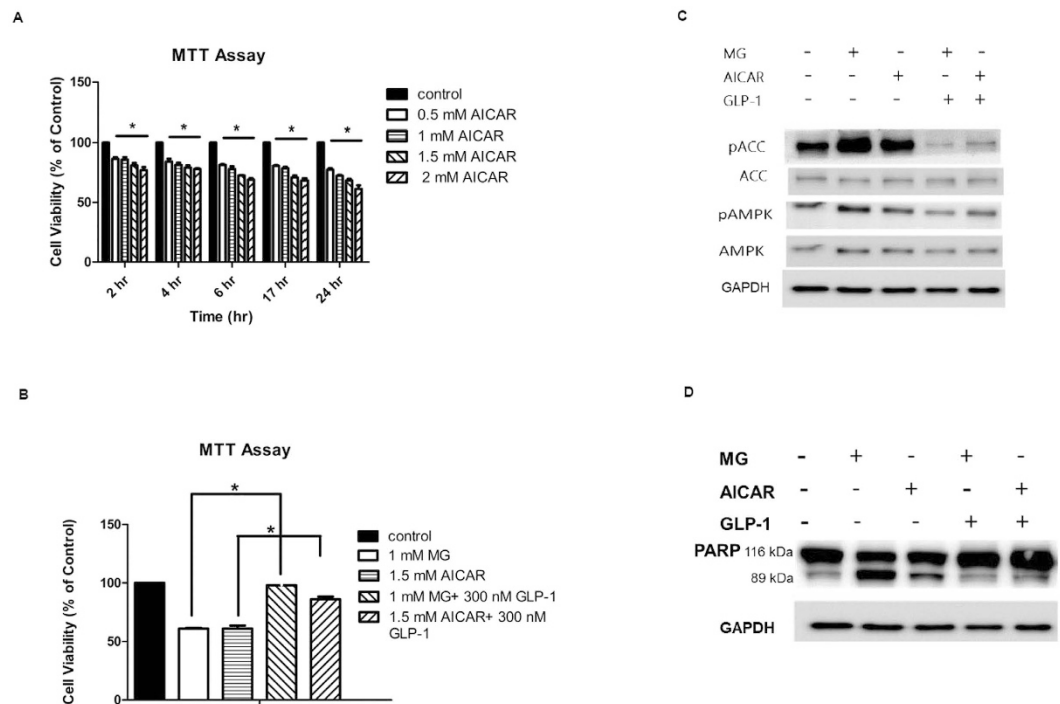 A
MTT Assay
Cell Viability (% of Control)
150
100
50
0
2 hr
4 hr
6 hr
17 hr
24 hr
Time (hr)
* * * * *
control
0.5 mM AICAR
1 mM AICAR
1.5 mM AICAR
2 mM AICAR
B
MTT Assay
Cell Viability (% of Control)
150
100
50
0
*
*
control
1 mM MG
1.5 mM AICAR
1 mM MG+ 300 nM GLP-1
1.5 mM AICAR+ 300 nM
GLP-1
C
MG - + - + -
AICAR - - + - +
GLP-1 - - - + +
pACC
ACC
pAMPK
AMPK
GAPDH
D
MG - + - + -
AICAR - - + - +
GLP-1 - - - + +
PARP 116 kDa
89 kDa
GAPDH